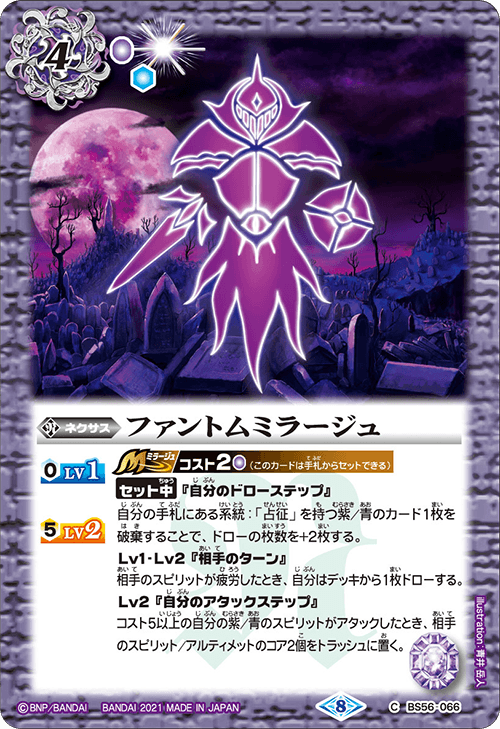 4
ネクサス ファントムミラージュ
0 LV1
M ミラージュ コスト2 (このカードは手札からセットできる)
セット中『自分のドローステップ』
5 LV2
自分の手札にある系統：「占征」を持つ紫/青のカード1枚を
破棄することで、ドローの枚数を+2枚する。
Lv1・Lv2『相手のターン』
相手のスピリットが疲労したとき、自分はデッキから1枚ドローする。
Lv2『自分のアタックステップ』
コスト5以上の自分の紫/青のスピリットがアタックしたとき、相手
のスピリット/アルティメットのコア2個をトラッシュに置く。
illustration：青井 岳人
©BNP/BANDAI BANDAI 2021 MADE IN JAPAN
8
C BS56-066